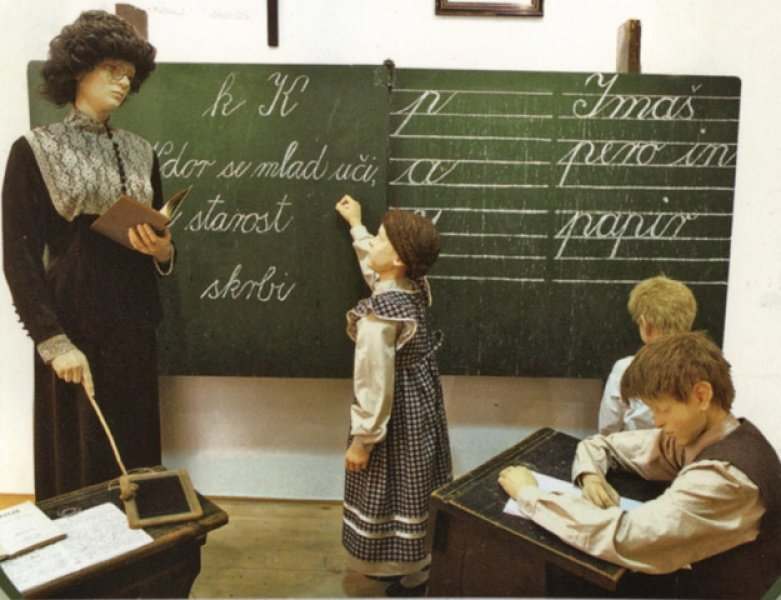 k K
Kdor se mlad uči,
starost
skrbi
p
a
Imaš
pero in
papir